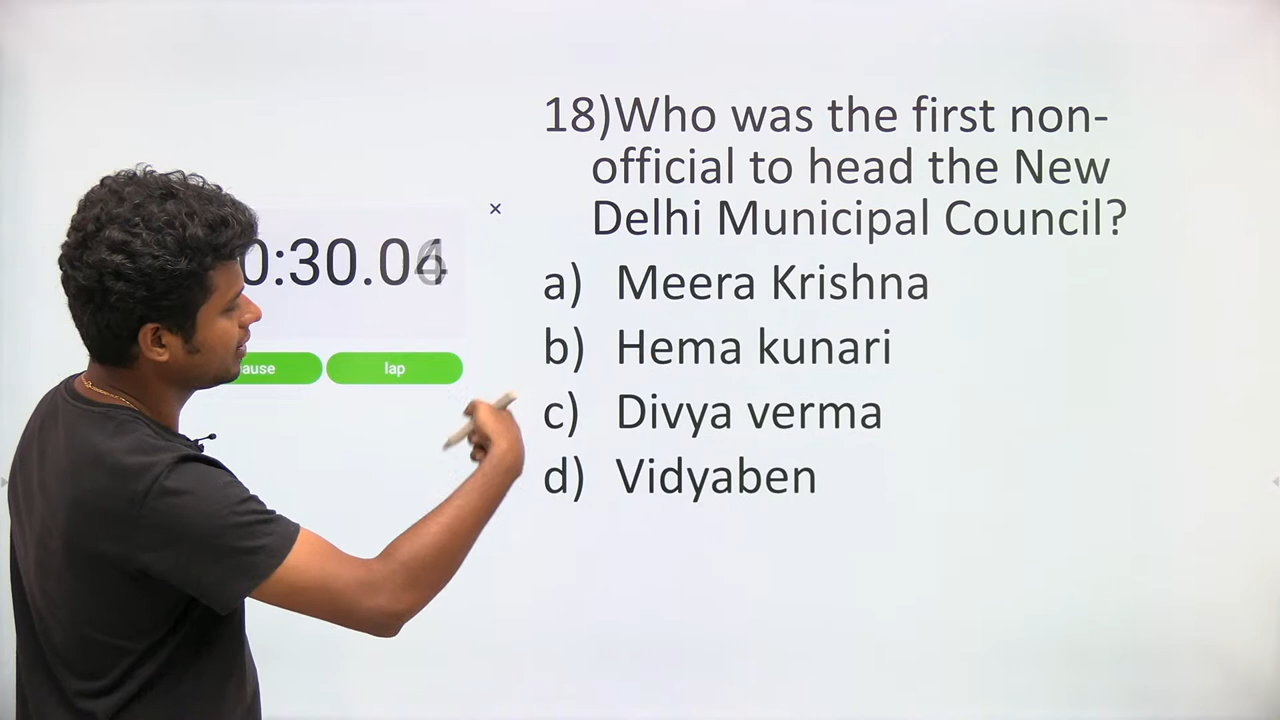 18)Who was the first non-
official to head the New
Delhi Municipal Council?
a) Meera Krishna
b) Hema kunari
c) Divya verma
d) Vidyaben
0:30.04
×
ause
lap